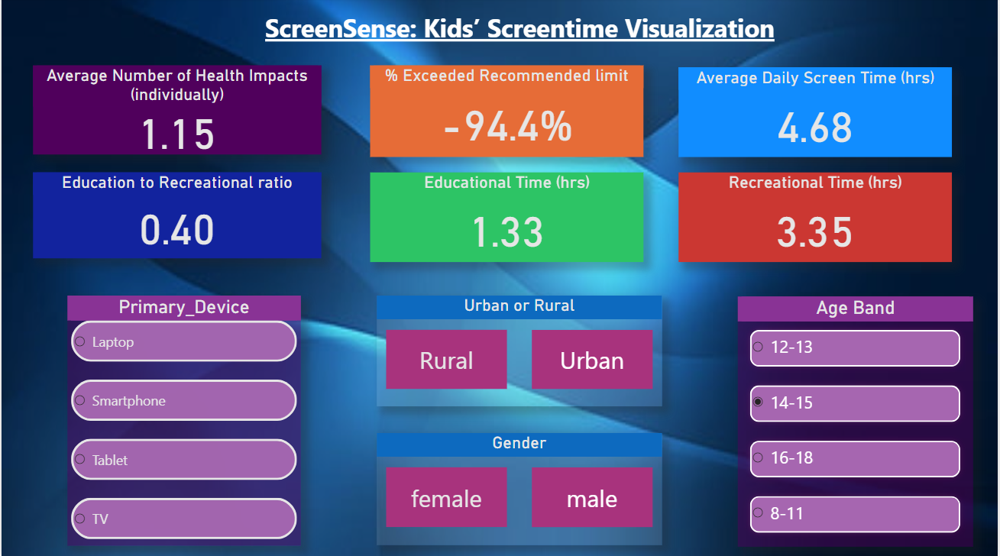 ScreenSense: Kids’ Screentime Visualization
Average Number of Health Impacts
(individually)
1.15
% Exceeded Recommended limit
-94.4%
Average Daily Screen Time (hrs)
4.68
Education to Recreational ratio
0.40
Educational Time (hrs)
1.33
Recreational Time (hrs)
3.35
Primary_Device
Laptop
Smartphone
Tablet
TV
Urban or Rural
Rural
Urban
Gender
female
male
Age Band
12-13
14-15
16-18
8-11